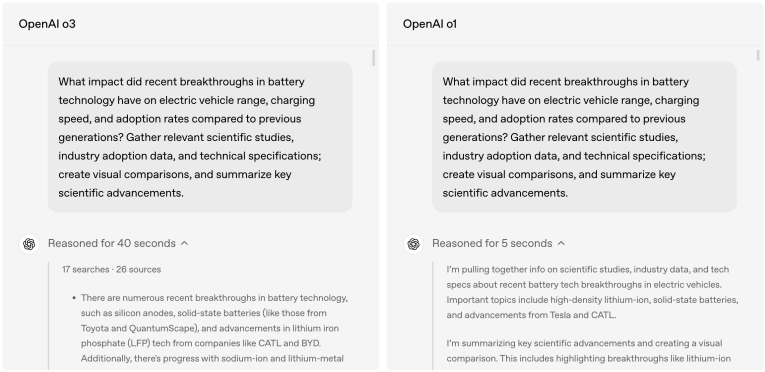 OpenAI o3
What impact did recent breakthroughs in battery
technology have on electric vehicle range, charging
speed, and adoption rates compared to previous
generations? Gather relevant scientific studies,
industry adoption data, and technical specifications;
create visual comparisons, and summarize key
scientific advancements.
Reasoned for 40 seconds
17 searches · 26 sources
• There are numerous recent breakthroughs in battery technology,
such as silicon anodes, solid-state batteries (like those from
Toyota and QuantumScape), and advancements in lithium iron
phosphate (LFP) tech from companies like CATL and BYD.
Additionally, there's progress with sodium-ion and lithium-metal
OpenAI o1
What impact did recent breakthroughs in battery
technology have on electric vehicle range, charging
speed, and adoption rates compared to previous
generations? Gather relevant scientific studies,
industry adoption data, and technical specifications;
create visual comparisons, and summarize key
scientific advancements.
Reasoned for 5 seconds
I'm pulling together info on scientific studies, industry data, and tech
specs about recent battery tech breakthroughs in electric vehicles.
Important topics include high-density lithium-ion, solid-state batteries,
and advancements from Tesla and CATL.
I'm summarizing key scientific advancements and creating a visual
comparison. This includes highlighting breakthroughs like lithium-ion